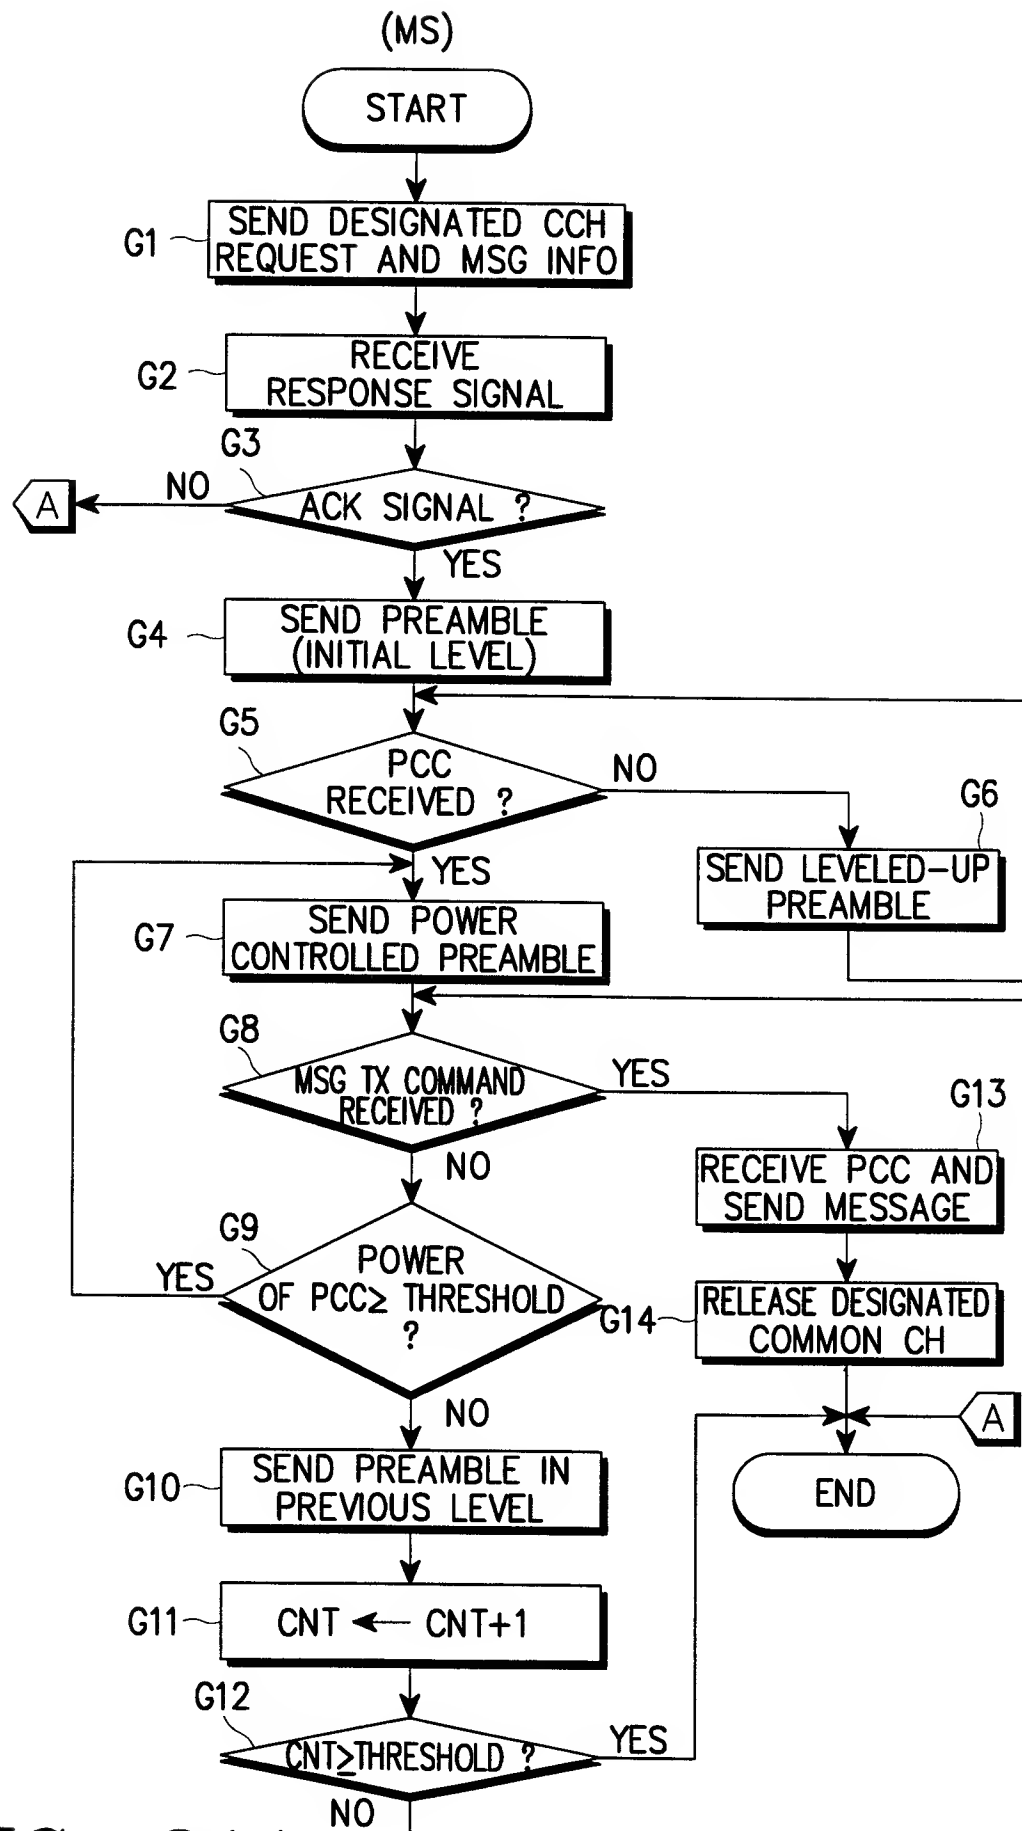 (MS)
START
G1
SEND DESIGNATED CCH
REQUEST AND MSG INFO
G2
RECEIVE
RESPONSE SIGNAL
G3
ACK SIGNAL ?
NO
A
YES
G4
SEND PREAMBLE
(INITIAL LEVEL)
G5
PCC
RECEIVED ?
NO
G6
SEND LEVELED-UP
PREAMBLE
YES
G7
SEND POWER
CONTROLLED PREAMBLE
G8
MSG TX COMMAND
RECEIVED ?
YES
G13
RECEIVE PCC AND
SEND MESSAGE
NO
G9
POWER
OF PCC≥ THRESHOLD
?
YES
G14
RELEASE DESIGNATED
COMMON CH
NO
A
END
G10
SEND PREAMBLE IN
PREVIOUS LEVEL
G11
CNT ← CNT+1
G12
CNT≥THRESHOLD ?
YES
NO